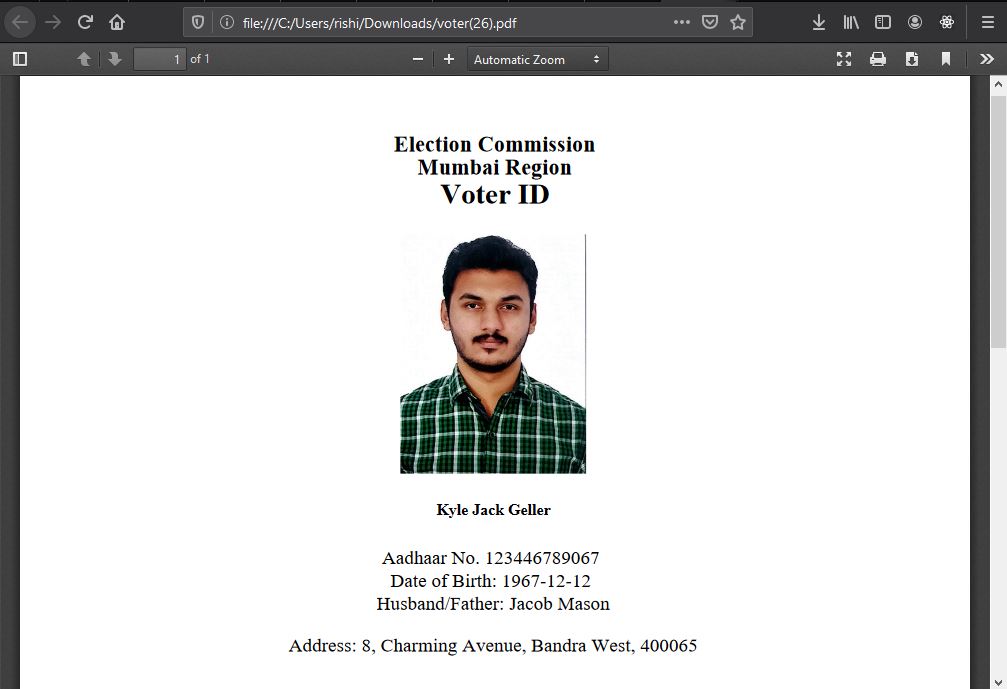 file:///C:/Users/rishi/Downloads/voter(26).pdf
1 of 1
Automatic Zoom
Election Commission
Mumbai Region
Voter ID
Kyle Jack Geller
Aadhaar No. 123446789067
Date of Birth: 1967-12-12
Husband/Father: Jacob Mason
Address: 8, Charming Avenue, Bandra West, 400065